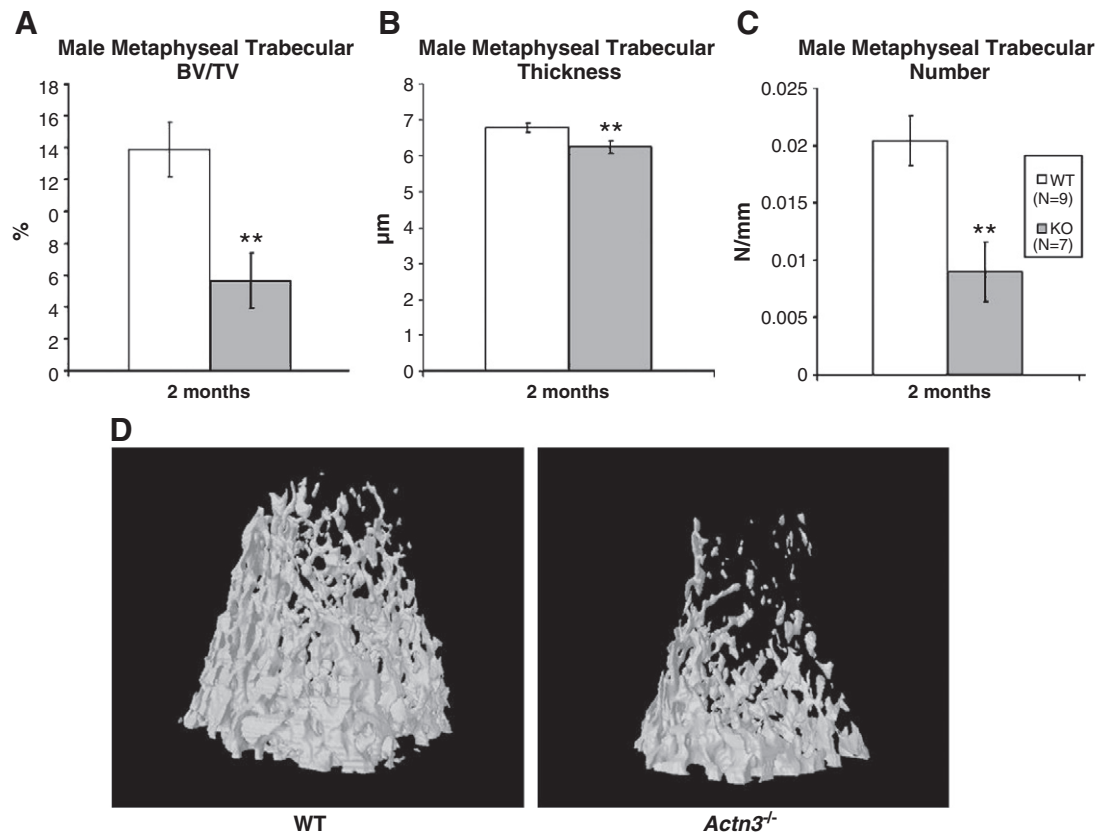 A
Male Metaphyseal Trabecular
BV/TV
18
16
14
12
0
8
6
4
2
0
%
**
2 months
B
Male Metaphyseal Trabecular
Thickness
8
7
6
5
4
3
2
1
0
µm
**
2 months
C
Male Metaphyseal Trabecular
Number
0.025
0.02
0.015
0.01
0.005
0
N/mm
**
2 months
WT
(N=9)
KO
(N=7)
D
WT
Actn3-/-